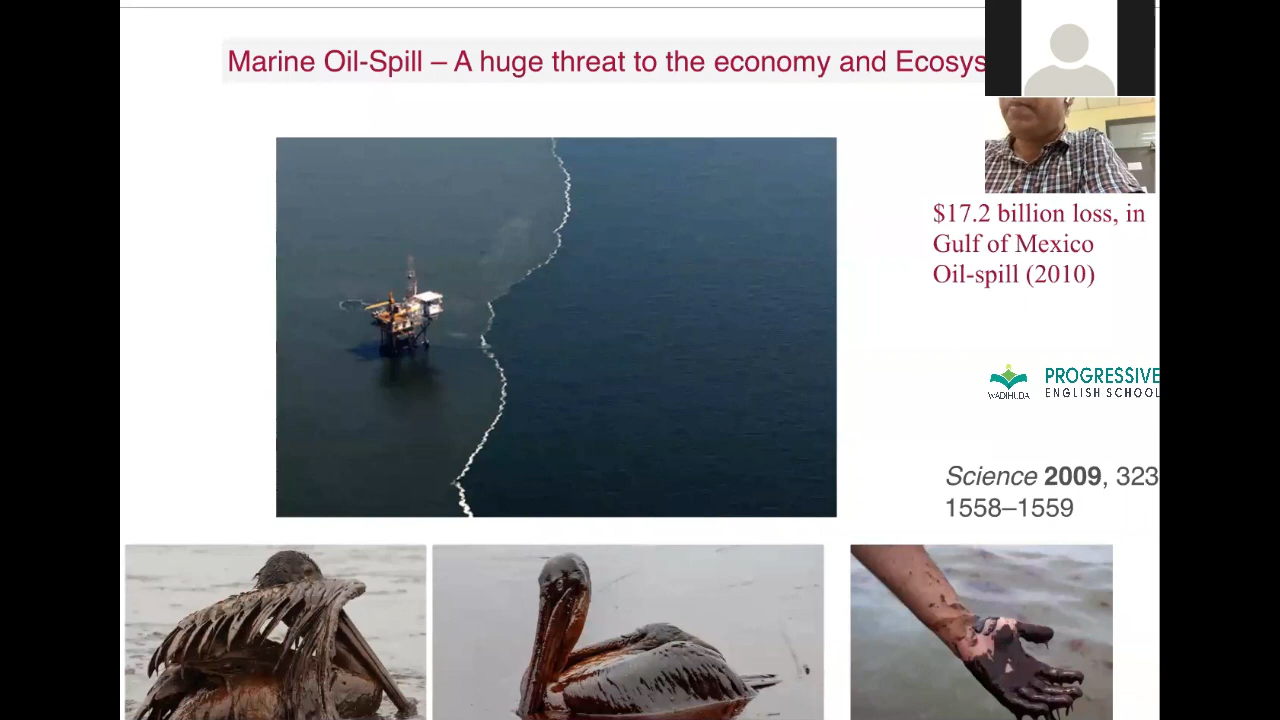 Marine Oil-Spill – A huge threat to the economy and Ecosys
$17.2 billion loss, in
Gulf of Mexico
Oil-spill (2010)
WADIHUDA
PROGRESSIVE
ENGLISH SCHOOL
Science 2009, 323
1558–1559